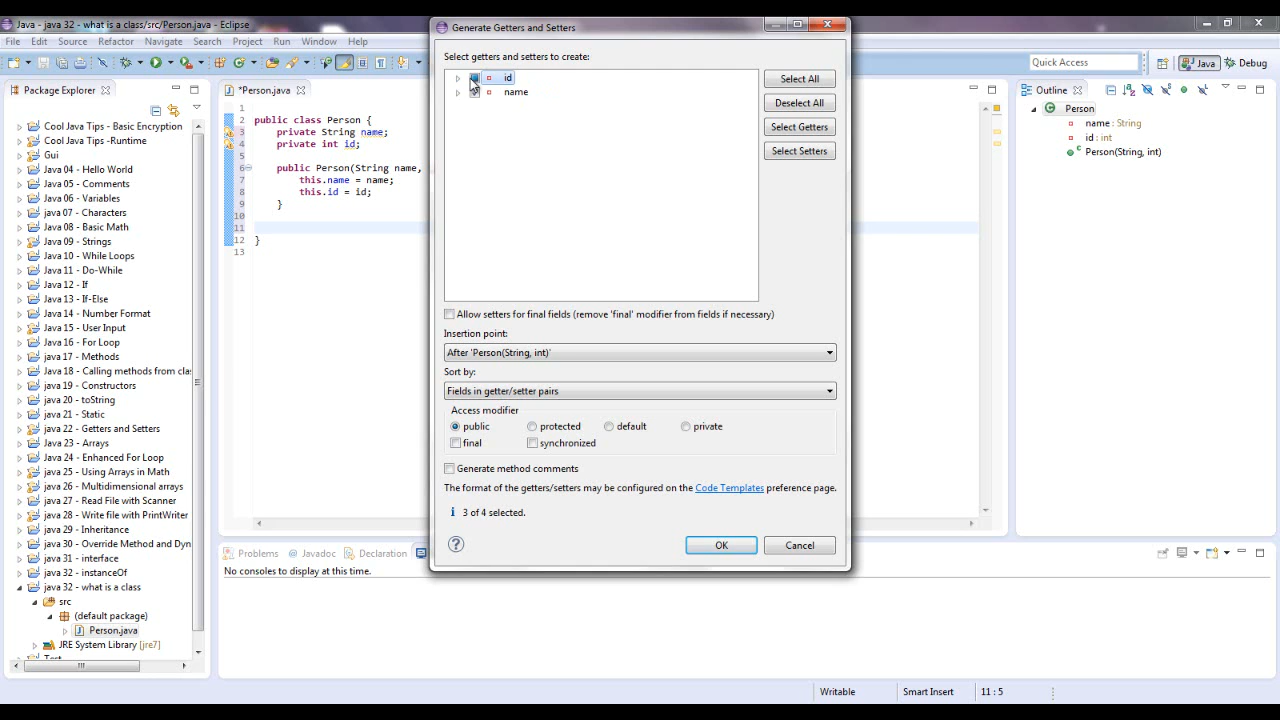 Java - java 32 - what is a class/src/Person.java - Eclipse
File Edit Source Refactor Navigate Search Project Run Window Help
Quick Access
Java
Debug
Package Explorer
Cool Java Tips - Basic Encryption
Cool Java Tips -Runtime
Gui
Java 04 - Hello World
Java 05 - Comments
Java 06 - Variables
java 07 - Characters
Java 08 - Basic Math
Java 09 - Strings
Java 10 - While Loops
Java 11 - Do-While
Java 12 - If
Java 13 - If-Else
Java 14 - Number Format
Java 15 - User Input
Java 16 - For Loop
java 17 - Methods
Java 18 - Calling methods from clas
java 19 - Constructors
java 20 - toString
java 21 - Static
java 22 - Getters and Setters
Java 23 - Arrays
Java 24 - Enhanced For Loop
java 25 - Using Arrays in Math
java 26 - Multidimensional arrays
java 27 - Read File with Scanner
java 28 - Write file with PrintWriter
java 29 - Inheritance
java 30 - Override Method and Dyn
java 31 - interface
java 32 - instanceOf
java 32 - what is a class
src
(default package)
Person.java
JRE System Library [jre7]
*Person.java
1
2 public class Person {
3 private String name;
4 private int id;
5
6 public Person(String name,
7 this.name = name;
8 this.id = id;
9 }
10
11
12 }
13
Generate Getters and Setters
Select getters and setters to create:
id
name
Select All
Deselect All
Select Getters
Select Setters
Allow setters for final fields (remove 'final' modifier from fields if necessary)
Insertion point:
After 'Person(String, int)'
Sort by:
Fields in getter/setter pairs
Access modifier
public protected default private
final synchronized
Generate method comments
The format of the getters/setters may be configured on the Code Templates preference page.
3 of 4 selected.
OK
Cancel
Outline
Person
name : String
id : int
Person(String, int)
Problems
Javadoc
Declaration
No consoles to display at this time.
Writable
Smart Insert
11 : 5